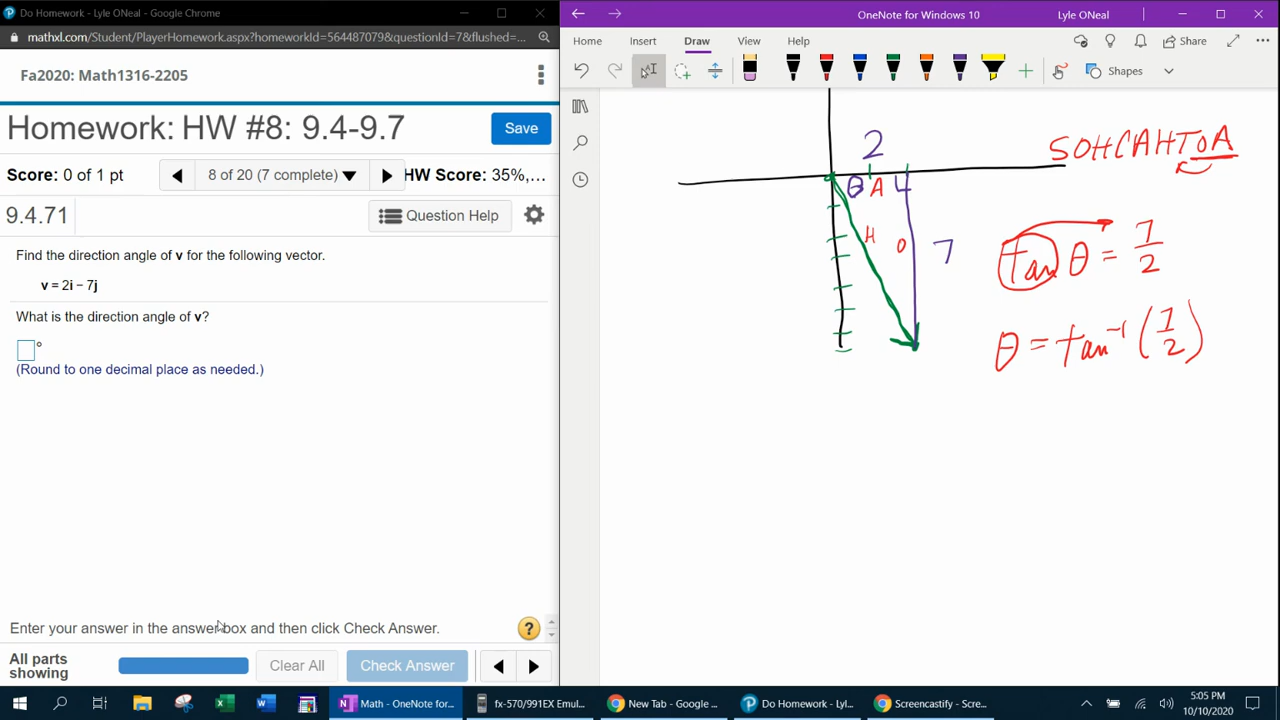 Do Homework - Lyle ONeal - Google Chrome
mathxl.com/Student/PlayerHomework.aspx?homeworkId=564487079&questionId=7&flushed=...
Fa2020: Math1316-2205
Homework: HW #8: 9.4-9.7
Save
Score: 0 of 1 pt
8 of 20 (7 complete)
HW Score: 35%,...
9.4.71
Question Help
Find the direction angle of v for the following vector.
v = 2i − 7j
What is the direction angle of v?
°
(Round to one decimal place as needed.)
Enter your answer in the answer box and then click Check Answer.
?
All parts
showing
Clear All
Check Answer
OneNote for Windows 10
Lyle ONeal
Home
Insert
Draw
View
Help
Share
Shapes
2
SOHCAHTOA
θ A
H O 7
tan θ = 7/2
θ = tan⁻¹ (7/2)
Math - OneNote for...
fx-570/991EX Emul...
New Tab - Google ...
Do Homework - Lyl...
Screencastify - Scre...
5:05 PM
10/10/2020